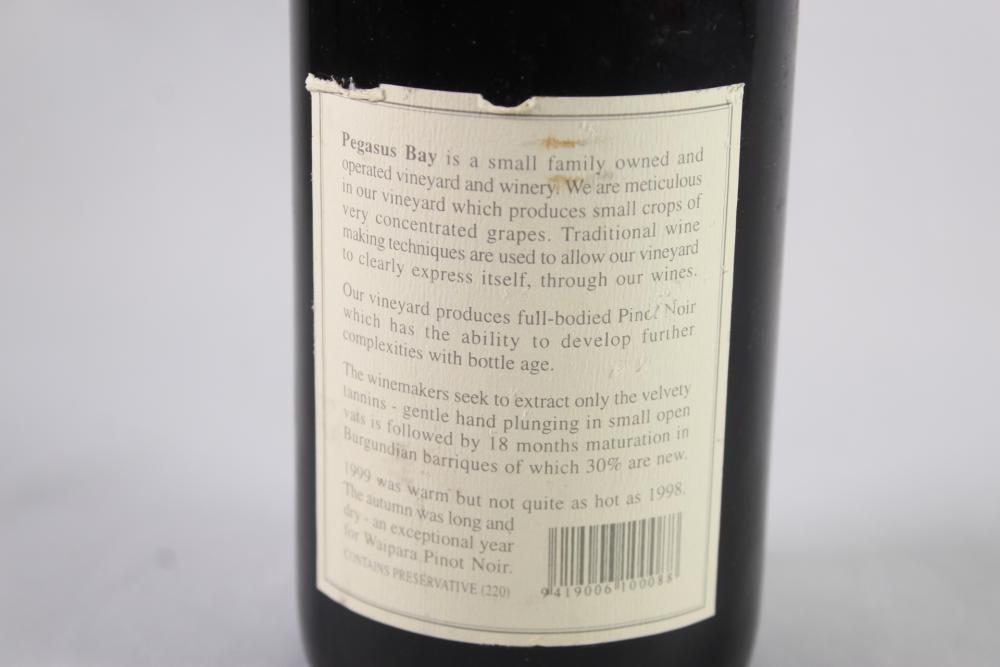 Pegasus Bay is a small family owned and
operated vineyard and winery. We are meticulous
in our vineyard which produces small crops of
very concentrated grapes. Traditional wine
making techniques are used to allow our vineyard
to clearly express itself, through our wines.
Our vineyard produces full-bodied Pinot Noir
which has the ability to develop further
complexities with bottle age.
The winemakers seek to extract only the velvety
tannins - gentle hand plunging in small open
vats is followed by 18 months maturation in
Burgundian barriques of which 30% are new.
1999 was warm but not quite as hot as 1998.
The autumn was long and
dry - an exceptional year
for Waipara Pinot Noir.
CONTAINS PRESERVATIVE (220)
9419006100088